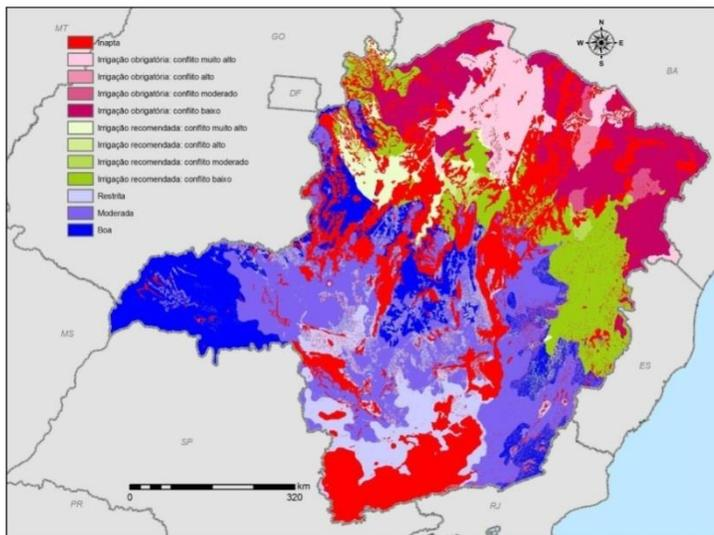 MT
GO
DF
BA
N
W E
S
Inapta
Irrigação obrigatória: conflito muito alto
Irrigação obrigatória: conflito alto
Irrigação obrigatória: conflito moderado
Irrigação obrigatória: conflito baixo
Irrigação recomendada: conflito muito alto
Irrigação recomendada: conflito alto
Irrigação recomendada: conflito moderado
Irrigação recomendada: conflito baixo
Restrita
Moderada
Boa
MS
ES
SP
km
0 320
PR
RJ